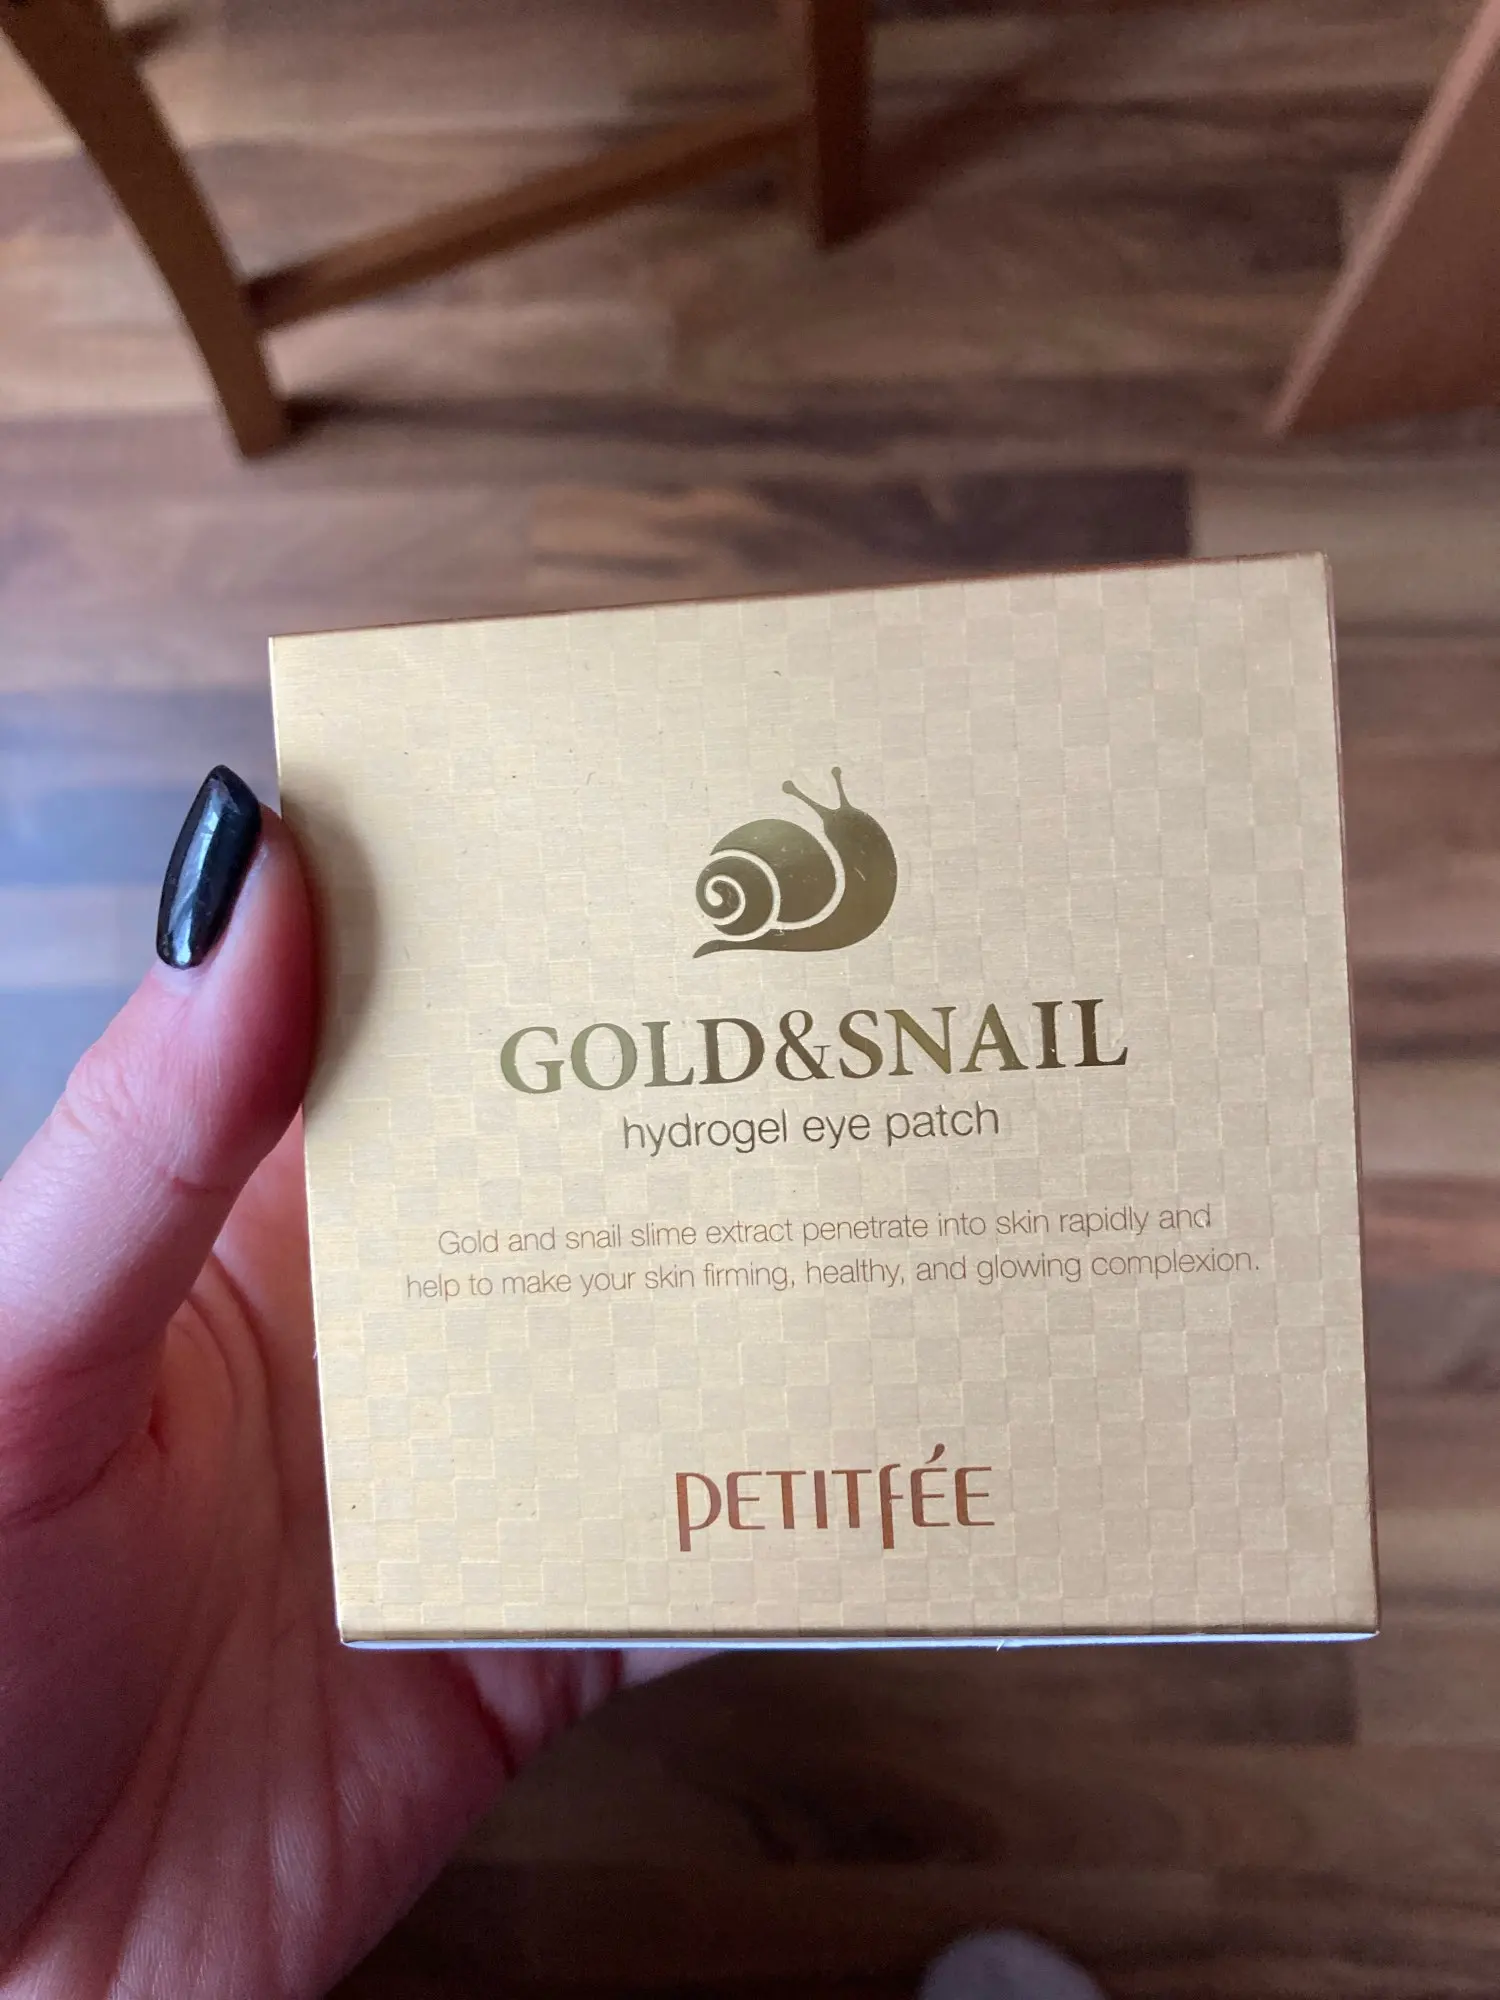 GOLD&SNAIL
hydrogel eye patch
Gold and snail slime extract penetrate into skin rapidly and
help to make your skin firming, healthy, and glowing complexion.
PETITFÉE